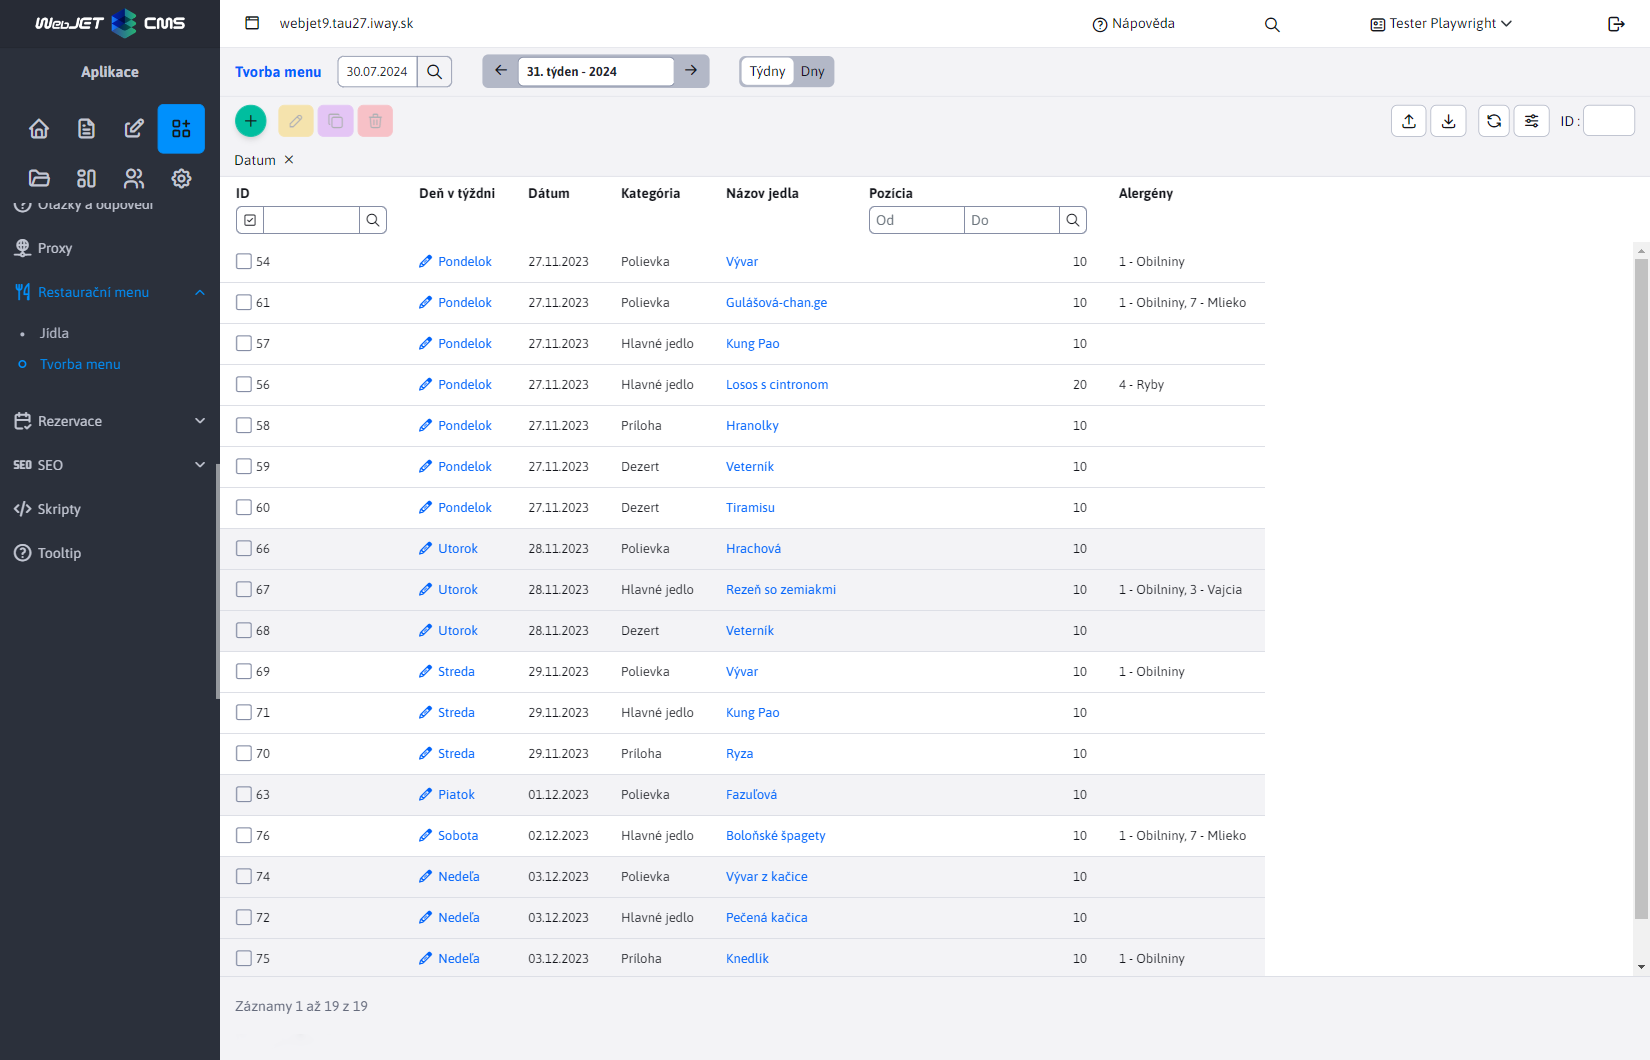 WebJET CMS
webjet9.tau27.iway.sk
Nápověda
Tester Playwright
Aplikace
Otázky a odpovědi
Proxy
Restaurační menu
Jídla
Tvorba menu
Rezervace
SEO SEO
Skripty
Tooltip
Tvorba menu 30.07.2024 31. týden - 2024 Týdny Dny
ID :
Datum ×
ID Deň v týždni Dátum Kategória Názov jedla Pozícia Alergény
Od Do
54 Pondelok 27.11.2023 Polievka Vývar 10 1 - Obilniny
61 Pondelok 27.11.2023 Polievka Gulášová-chan.ge 10 1 - Obilniny, 7 - Mlieko
57 Pondelok 27.11.2023 Hlavné jedlo Kung Pao 10
56 Pondelok 27.11.2023 Hlavné jedlo Losos s cintronom 20 4 - Ryby
58 Pondelok 27.11.2023 Príloha Hranolky 10
59 Pondelok 27.11.2023 Dezert Veterník 10
60 Pondelok 27.11.2023 Dezert Tiramisu 10
66 Utorok 28.11.2023 Polievka Hrachová 10
67 Utorok 28.11.2023 Hlavné jedlo Rezeň so zemiakmi 10 1 - Obilniny, 3 - Vajcia
68 Utorok 28.11.2023 Dezert Veterník 10
69 Streda 29.11.2023 Polievka Vývar 10 1 - Obilniny
71 Streda 29.11.2023 Hlavné jedlo Kung Pao 10
70 Streda 29.11.2023 Príloha Ryza 10
63 Piatok 01.12.2023 Polievka Fazuľová 10
76 Sobota 02.12.2023 Hlavné jedlo Boloňské špagety 10 1 - Obilniny, 7 - Mlieko
74 Nedeľa 03.12.2023 Polievka Vývar z kačice 10
72 Nedeľa 03.12.2023 Hlavné jedlo Pečená kačica 10
75 Nedeľa 03.12.2023 Príloha Knedlík 10 1 - Obilniny
Záznamy 1 až 19 z 19